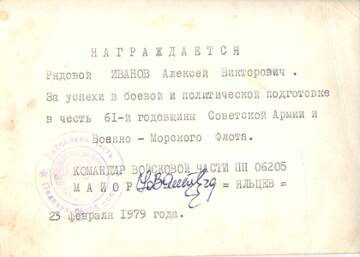 НАГРАЖДАЕТСЯ
Рядовой ИВАНОВ Алексей Викторович .
За успехи в боевой и политической подготовке
в честь 61-й годовщины Советской Армии и
Военно – Морского Флота.
КОМАНДИР ВОЙСКОВОЙ ЧАСТИ ПП 06205
МАЙОР = ЯЛЬЦЕВ =
23 февраля 1979 года.